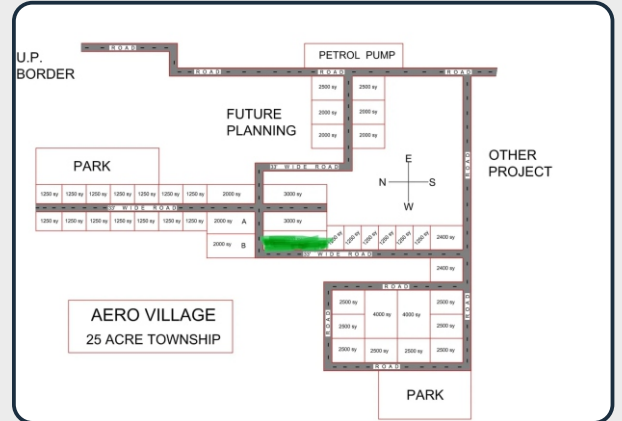 U.P.
BORDER
ROAD
ROAD
PETROL PUMP
ROAD
ROAD
2500 sy
2500 sy
2000 sy
2000 sy
2000 sy
2000 sy
FUTURE
PLANNING
ROAD
OTHER
PROJECT
E
N
S
W
WIDE ROAD
PARK
1250 sy 1250 sy 1250 sy 1250 sy 1250 sy 1250 sy 1250 sy 2000 sy
3000 sy
WIDE ROAD
1250 sy 1250 sy 1250 sy 1250 sy 1250 sy 1250 sy 1250 sy 2000 sy A
3000 sy
2000 sy B
1250 sy 1250 sy 1250 sy 1250 sy 1250 sy 2400 sy
WIDE ROAD
2400 sy
ROAD
2500 sy
4000 sy
4000 sy
2000 sy
ROAD
ROAD
2500 sy
2000 sy
2500 sy 2500 sy 2500 sy 2000 sy
ROAD
AERO VILLAGE
25 ACRE TOWNSHIP
PARK